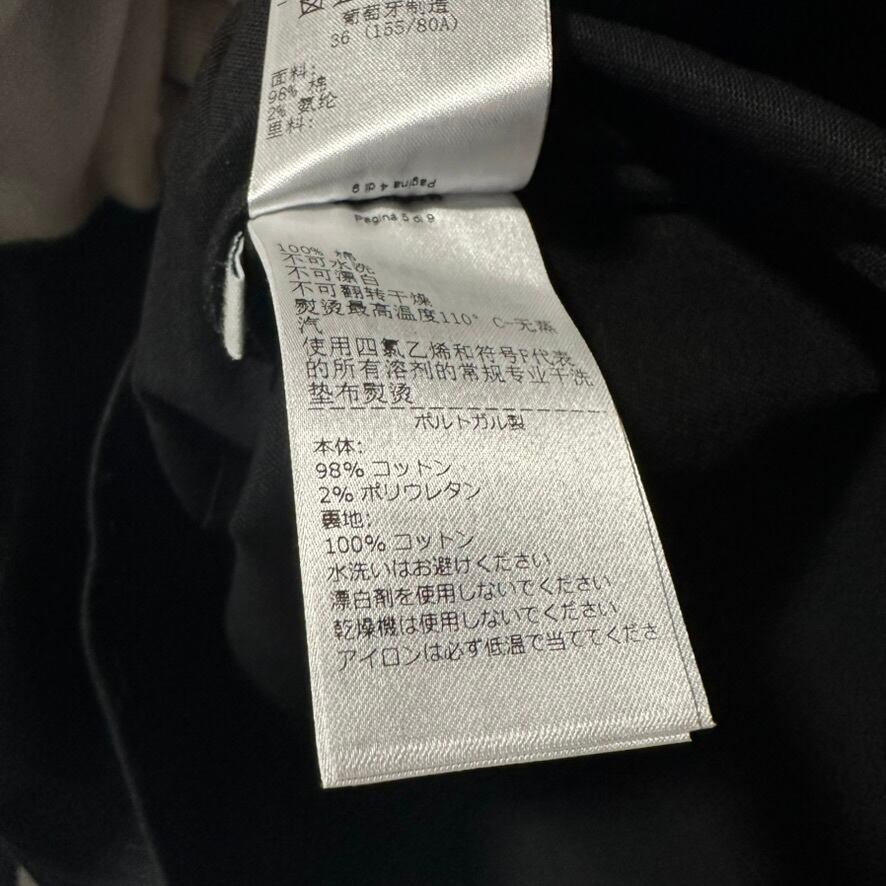 葡萄牙制造
36 (155/80A)
面料:
98% 棉
2% 氨纶
里料:
Pagina 4 di 9
Pagina 5 di 9
100% 棉
不可水洗
不可漂白
不可翻转干燥
熨烫最高温度110° C-无蒸
汽
使用四氯乙烯和符号F代表
的所有溶剂的常规专业干洗
垫布熨烫
ポルトガル製
本体:
98% コットン
2% ポリウレタン
裏地:
100% コットン
水洗いはお避けください
漂白剤を使用しないでください
乾燥機は使用しないでください
アイロンは必ず低温で当ててくださ